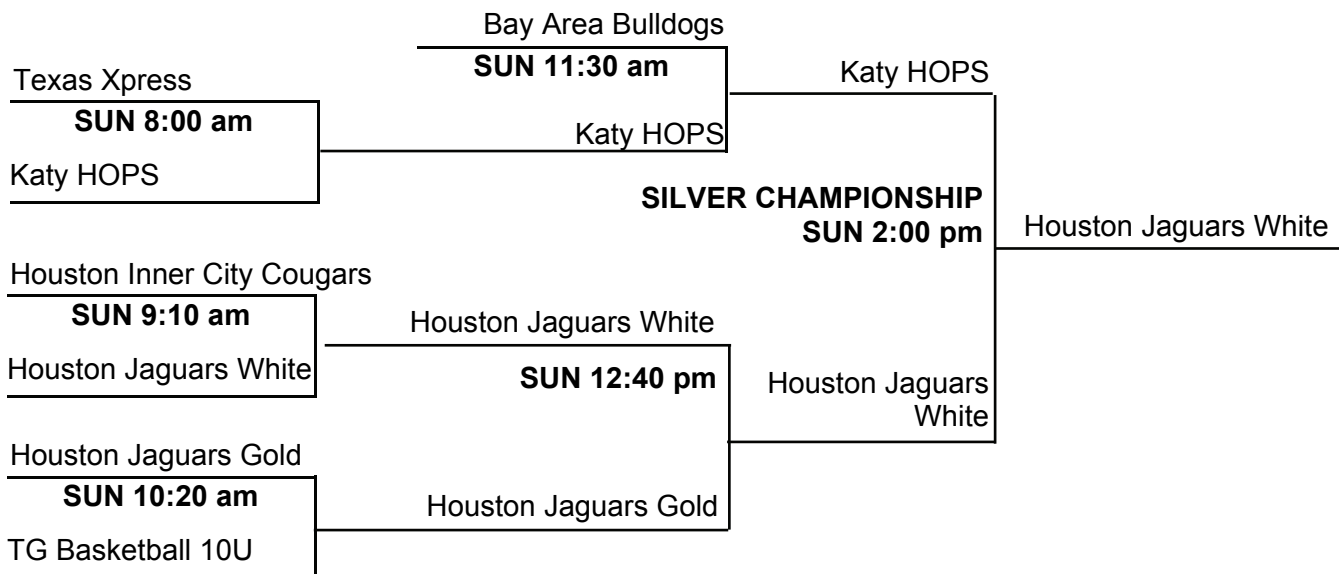 Bay Area Bulldogs
SUN 11:30 am
Katy HOPS
Texas Xpress
SUN 8:00 am
Katy HOPS
Katy HOPS
SILVER CHAMPIONSHIP
SUN 2:00 pm
Houston Jaguars White
Houston Inner City Cougars
SUN 9:10 am
Houston Jaguars White
Houston Jaguars White
SUN 12:40 pm
Houston Jaguars
White
Houston Jaguars Gold
SUN 10:20 am
Houston Jaguars Gold
TG Basketball 10U